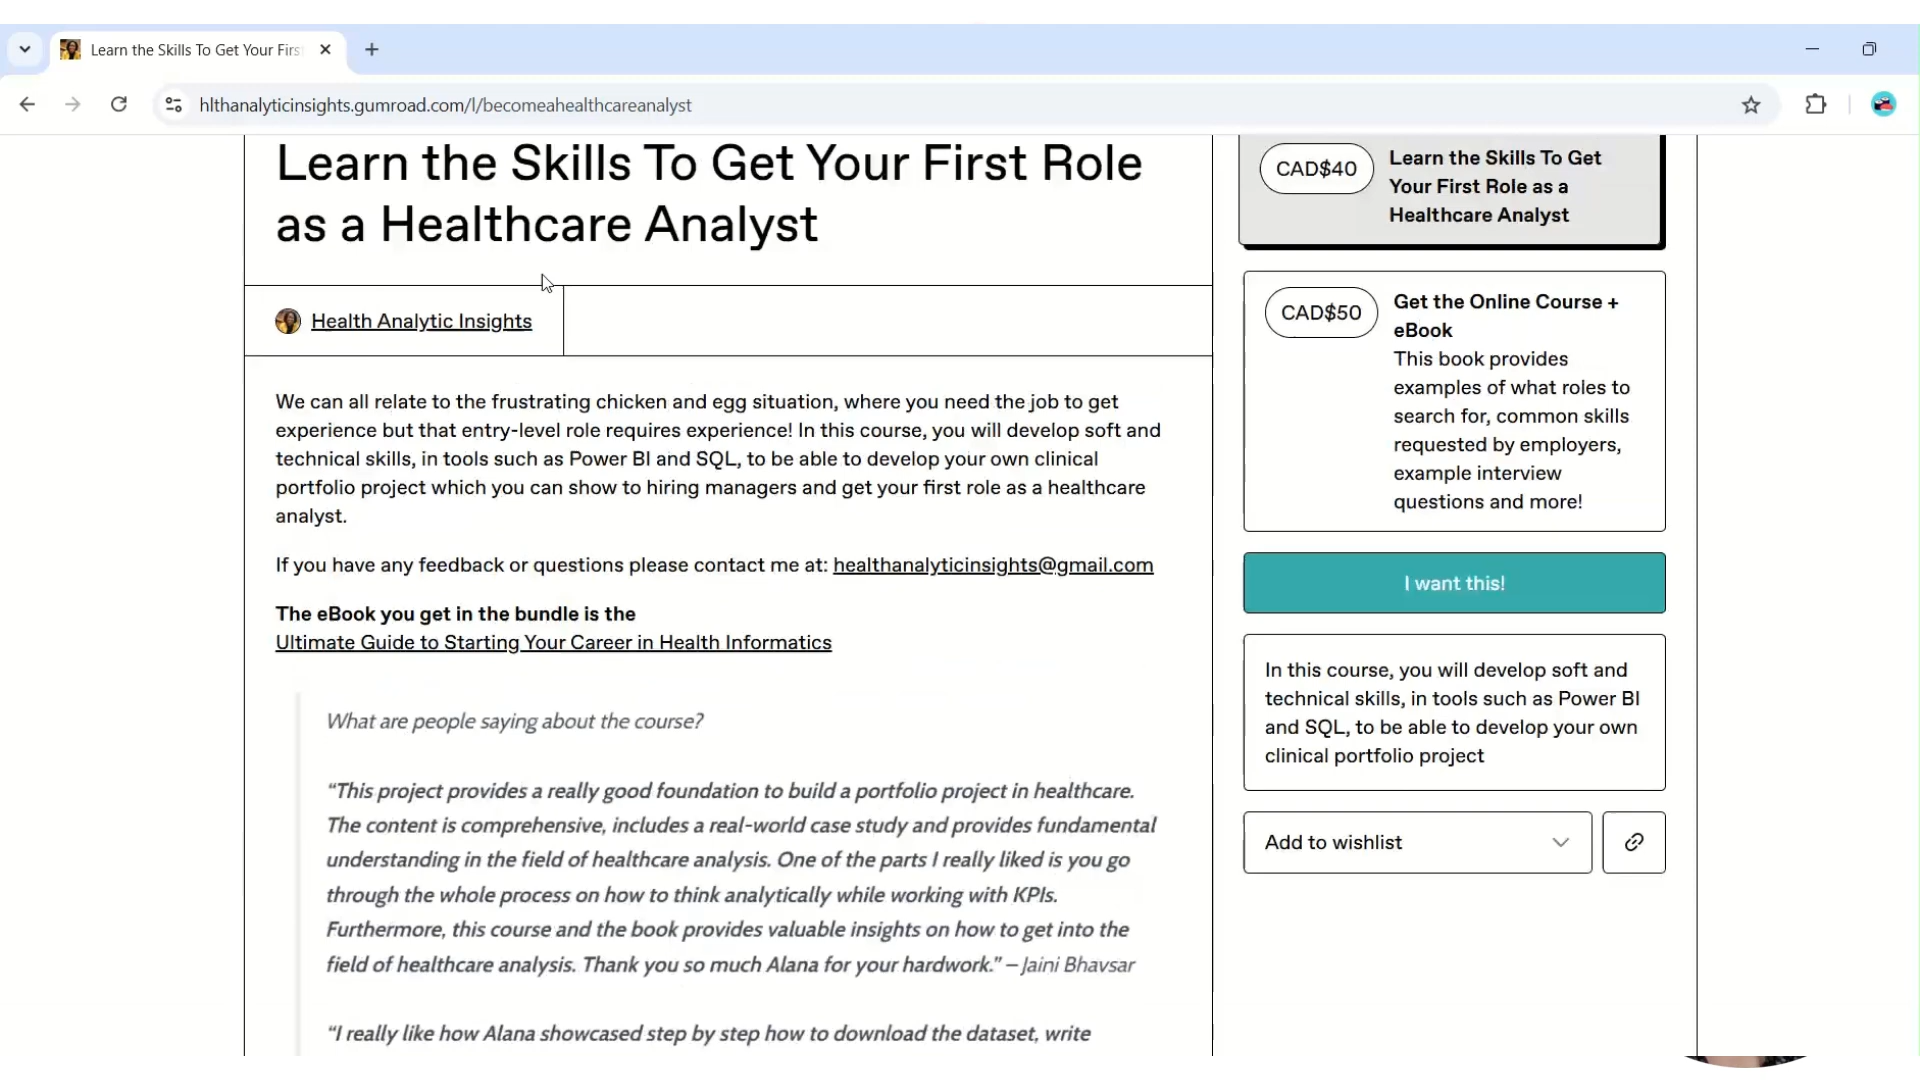 Learn the Skills To Get Your Firs
hlthanalyticinsights.gumroad.com/l/becomeahealthcareanalyst
Learn the Skills To Get Your First Role
as a Healthcare Analyst
Health Analytic Insights
We can all relate to the frustrating chicken and egg situation, where you need the job to get
experience but that entry-level role requires experience! In this course, you will develop soft and
technical skills, in tools such as Power BI and SQL, to be able to develop your own clinical
portfolio project which you can show to hiring managers and get your first role as a healthcare
analyst.
If you have any feedback or questions please contact me at: healthanalyticinsights@gmail.com
The eBook you get in the bundle is the
Ultimate Guide to Starting Your Career in Health Informatics
What are people saying about the course?
“This project provides a really good foundation to build a portfolio project in healthcare.
The content is comprehensive, includes a real-world case study and provides fundamental
understanding in the field of healthcare analysis. One of the parts I really liked is you go
through the whole process on how to think analytically while working with KPIs.
Furthermore, this course and the book provides valuable insights on how to get into the
field of healthcare analysis. Thank you so much Alana for your hardwork.” – Jaini Bhavsar
“I really like how Alana showcased step by step how to download the dataset, write
CAD$40
Learn the Skills To Get
Your First Role as a
Healthcare Analyst
CAD$50
Get the Online Course +
eBook
This book provides
examples of what roles to
search for, common skills
requested by employers,
example interview
questions and more!
I want this!
In this course, you will develop soft and
technical skills, in tools such as Power BI
and SQL, to be able to develop your own
clinical portfolio project
Add to wishlist